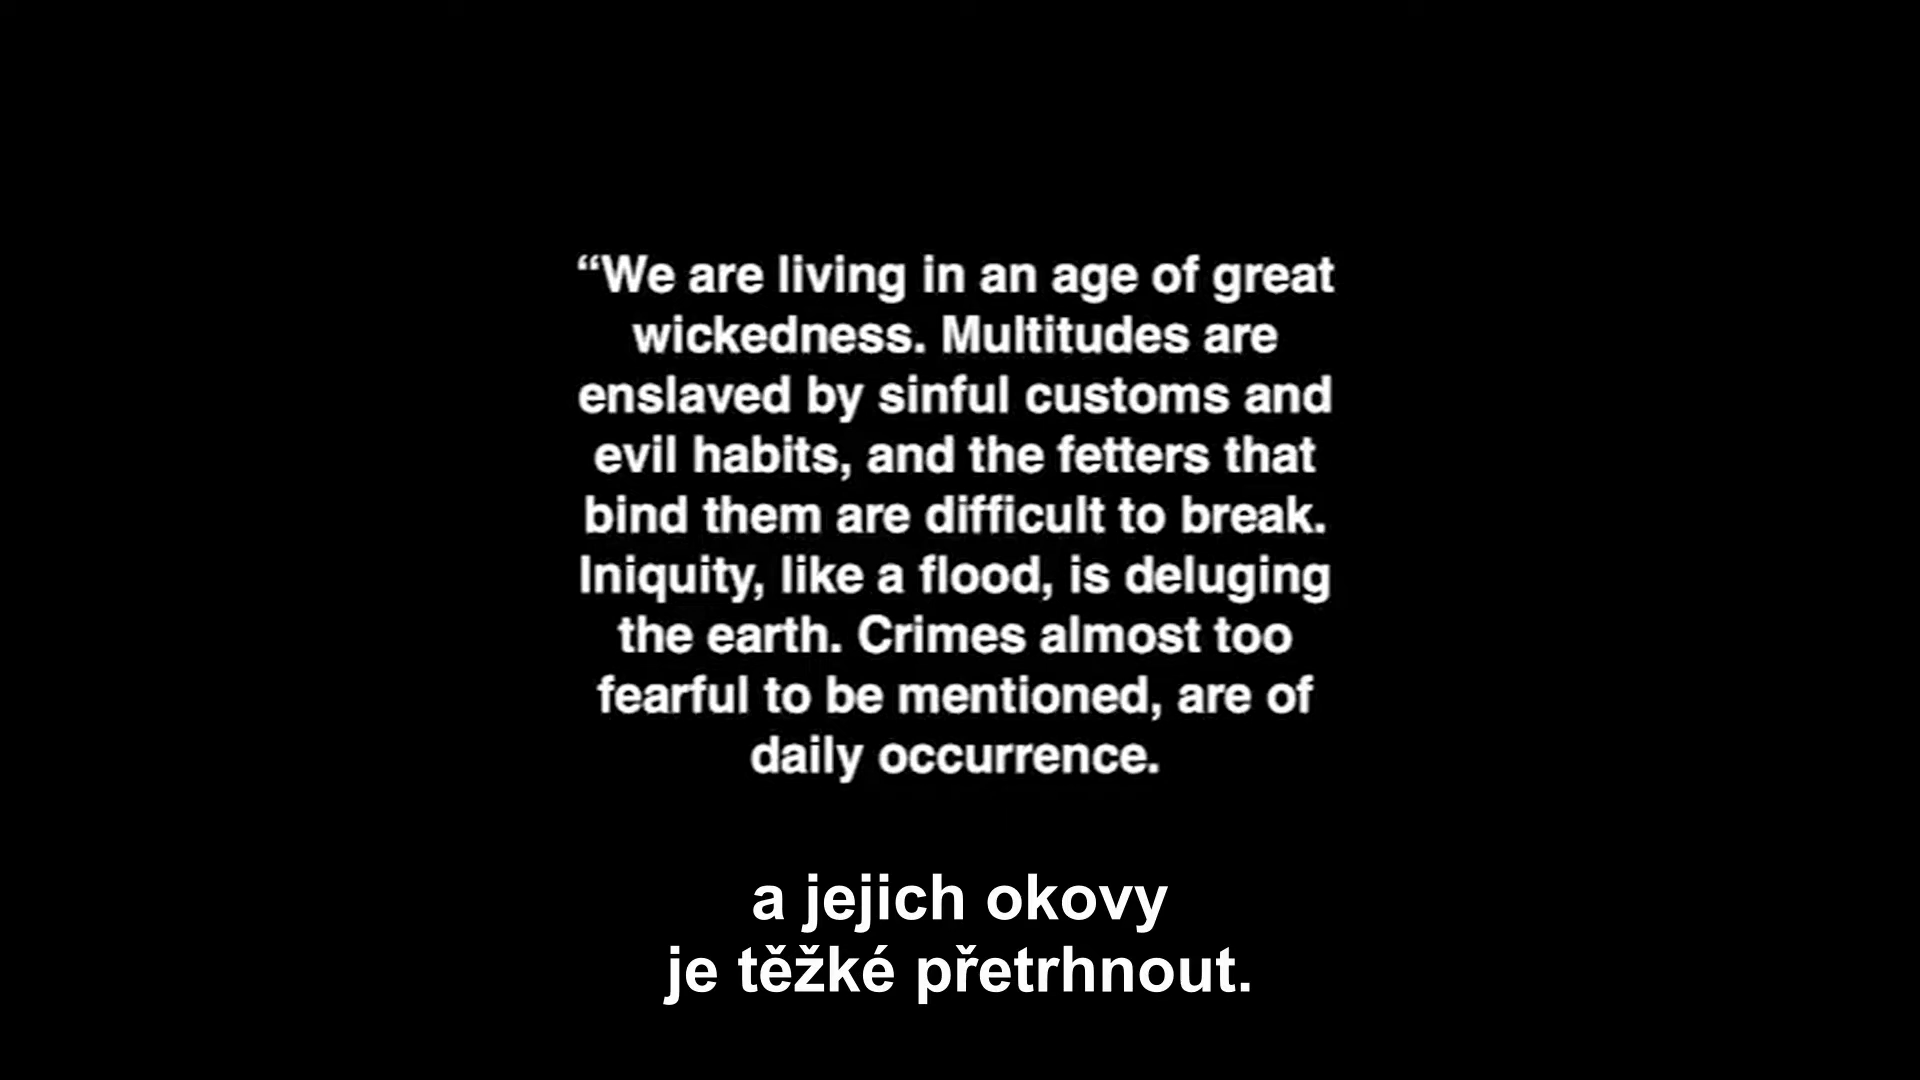 “We are living in an age of great
wickedness. Multitudes are
enslaved by sinful customs and
evil habits, and the fetters that
bind them are difficult to break.
Iniquity, like a flood, is deluging
the earth. Crimes almost too
fearful to be mentioned, are of
daily occurrence.
a jejich okovy
je těžké přetrhnout.